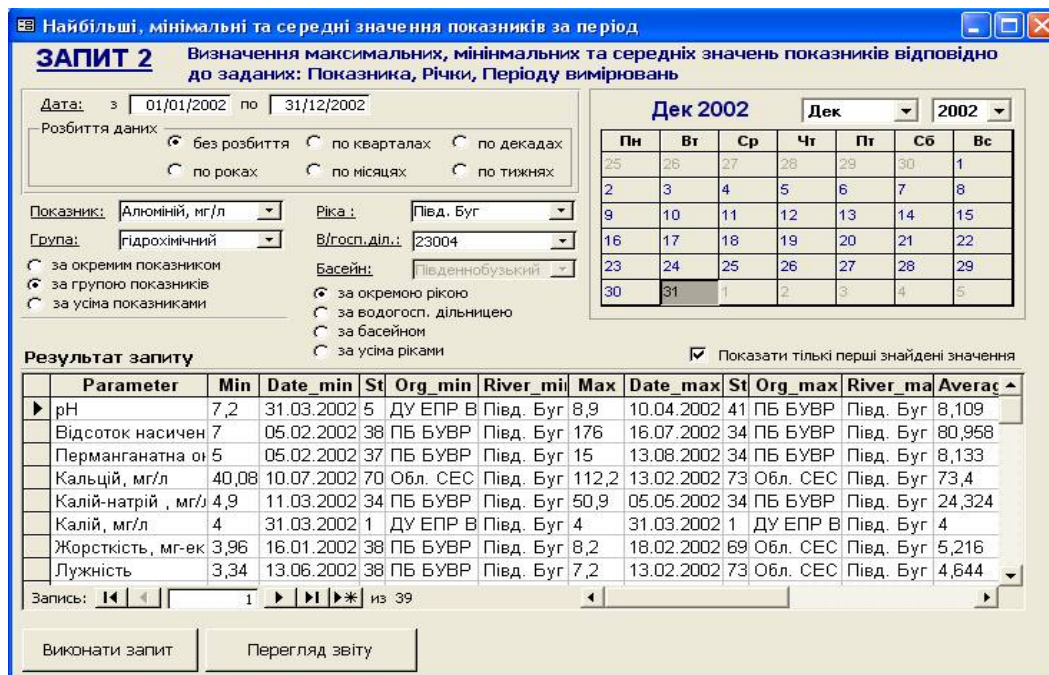 Найбільші, мінімальні та середні значення показників за період
ЗАПИТ 2
Визначення максимальних, мінінмальних та середніх значень показників відповідно
до заданих: Показника, Річки, Періоду вимірювань
Дата: з 01/01/2002 по 31/12/2002
Розбиття даних
без розбиття по кварталах по декадах
по роках по місяцях по тижнях
Показник: Алюміній, мг/л
Група: гідрохімічний
за окремим показником
за групою показників
за усіма показниками
Ріка : Півд. Буг
В/госп.діл.: 23004
Басейн: Південнобузький
за окремою рікою
за водогосп. дільницею
за басейном
за усіма ріками
Дек 2002 Дек 2002
Пн Вт Ср Чт Пт Сб Вс
25 26 27 28 29 30 1
2 3 4 5 6 7 8
9 10 11 12 13 14 15
16 17 18 19 20 21 22
23 24 25 26 27 28 29
30 31 1 2 3 4 5
Результат запиту
Показати тільки перші знайдені значення
Parameter Min Date_min St Org_min River_mi Max Date_max St Org_max River_ma Averag
pH 7,2 31.03.2002 5 ДУ ЕПР В Півд. Буг 8,9 10.04.2002 41 ПБ БУВР Півд. Буг 8,109
Відсоток насичен 7 05.02.2002 38 ПБ БУВР Півд. Буг 176 16.07.2002 34 ПБ БУВР Півд. Буг 80,958
Перманганатна о 5 05.02.2002 37 ПБ БУВР Півд. Буг 15 13.08.2002 34 ПБ БУВР Півд. Буг 8,133
Кальцій, мг/л 40,08 10.07.2002 70 Обл. СЕС Півд. Буг 112,2 13.02.2002 73 Обл. СЕС Півд. Буг 73,4
Калій-натрій , мг/ 4,9 11.03.2002 34 ПБ БУВР Півд. Буг 50,9 05.05.2002 34 ПБ БУВР Півд. Буг 24,324
Калій, мг/л 4 31.03.2002 1 ДУ ЕПР В Півд. Буг 4 31.03.2002 1 ДУ ЕПР В Півд. Буг 4
Жорсткість, мг-ек 3,96 16.01.2002 38 ПБ БУВР Півд. Буг 8,2 18.02.2002 69 Обл. СЕС Півд. Буг 5,216
Лужність 3,34 13.06.2002 38 ПБ БУВР Півд. Буг 7,2 13.02.2002 73 Обл. СЕС Півд. Буг 4,644
Запись: 1 из 39
Виконати запит Перегляд звіту